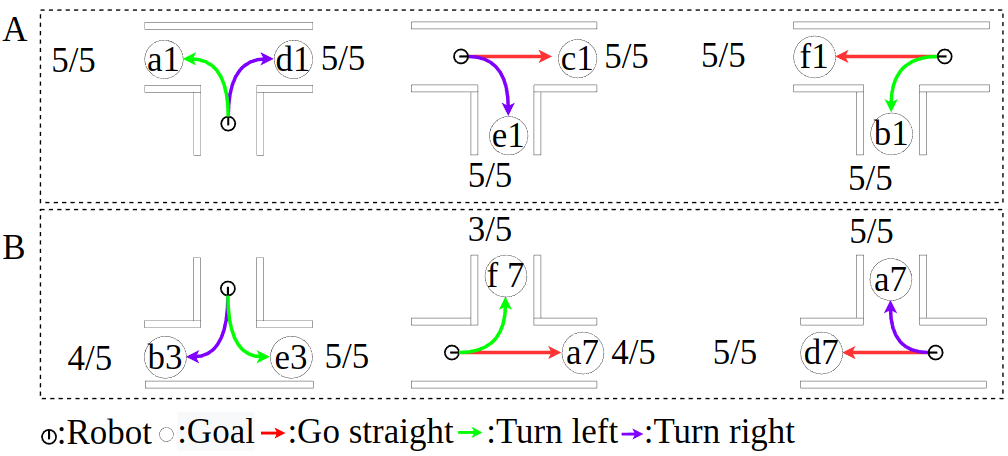 A
5/5 a1 d1 5/5
c1 5/5
e1
5/5
5/5 f1
b1
5/5
B
4/5 b3 e3 5/5
3/5
f 7
a7 4/5
5/5
a7
5/5 d7
:Robot :Goal :Go straight :Turn left :Turn right